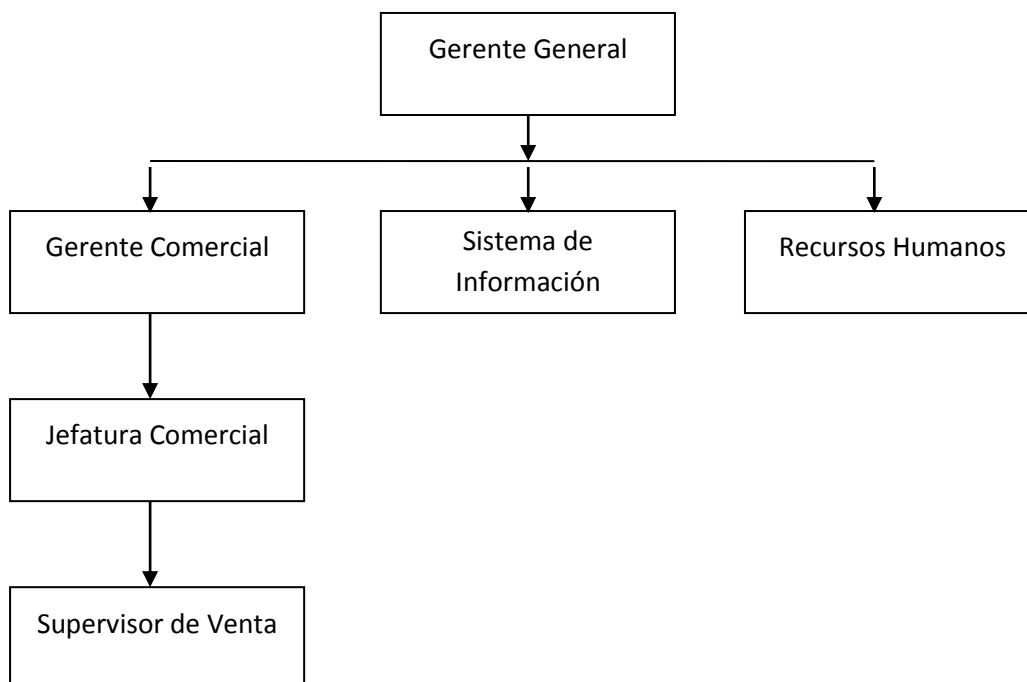 Gerente General
Gerente Comercial
Sistema de
Información
Recursos Humanos
Jefatura Comercial
Supervisor de Venta